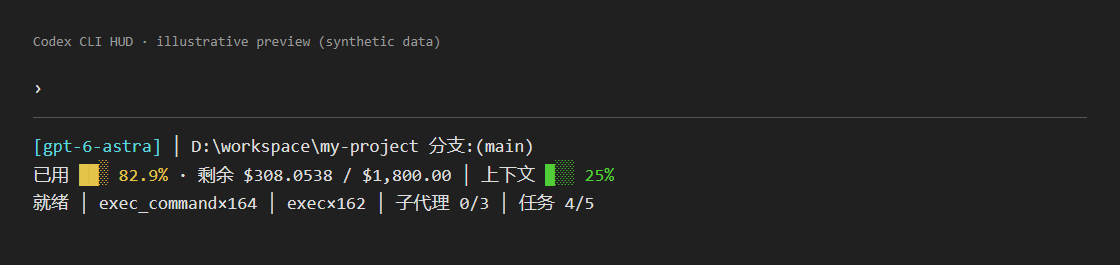 Codex CLI HUD · illustrative preview (synthetic data)
›
[gpt-6-astra] │ D:\workspace\my-project 分支:(main)
已用 ██░ 82.9% · 剩余 $308.0538 / $1,800.00 │ 上下文 █░░ 25%
就绪 │ exec_command×164 │ exec×162 │ 子代理 0/3 │ 任务 4/5